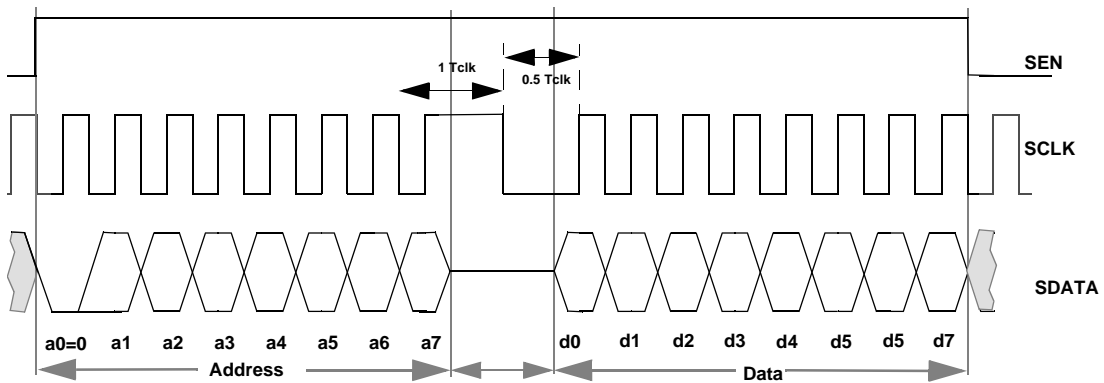 SEN
1 Tclk
0.5 Tclk
SCLK
SDATA
a0=0 a1 a2 a3 a4 a5 a6 a7 d0 d1 d2 d3 d4 d5 d5 d7
Address Data